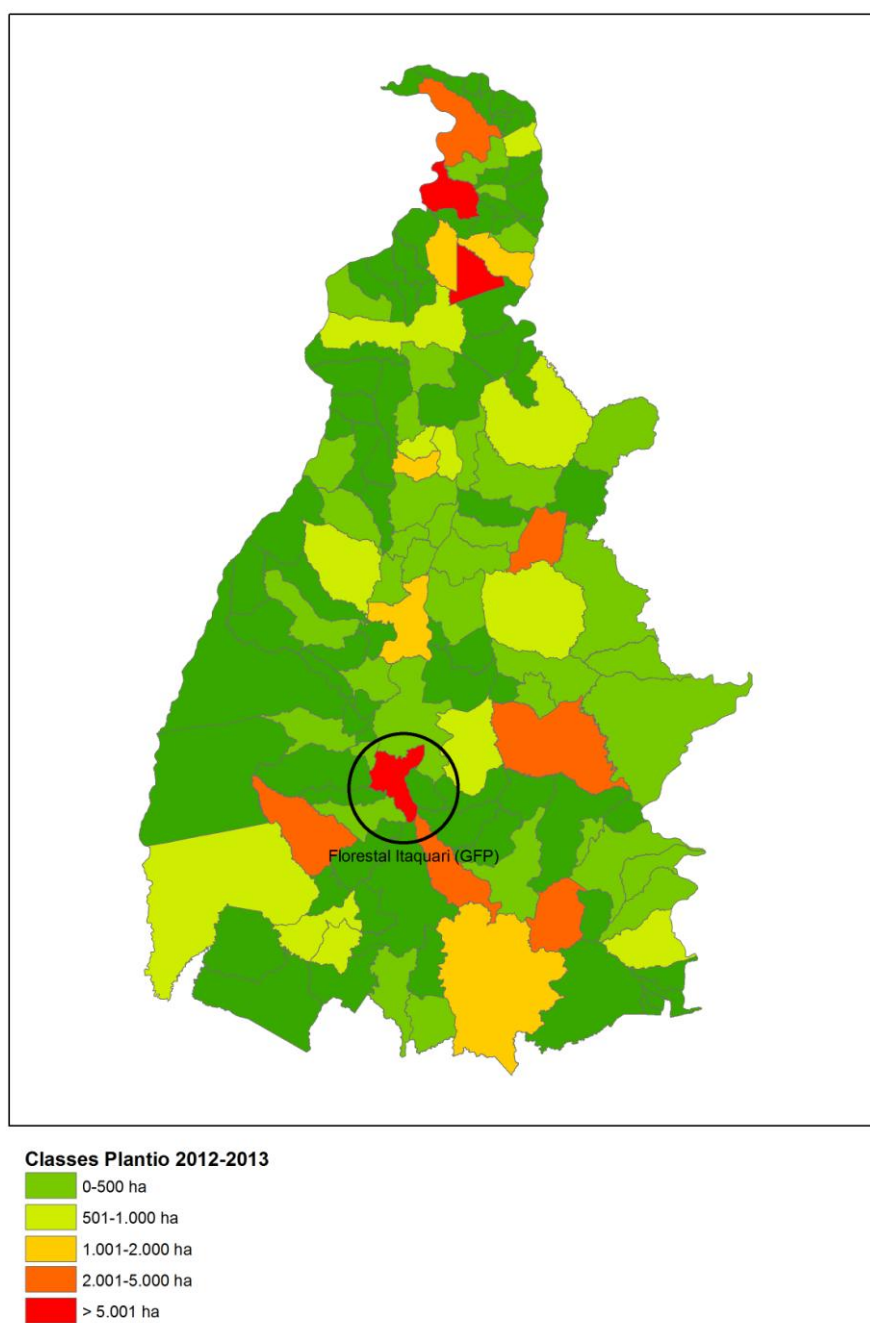 Florestal Itaquari (GFP)
Classes Plantio 2012-2013
0-500 ha
501-1.000 ha
1.001-2.000 ha
2.001-5.000 ha
> 5.001 ha